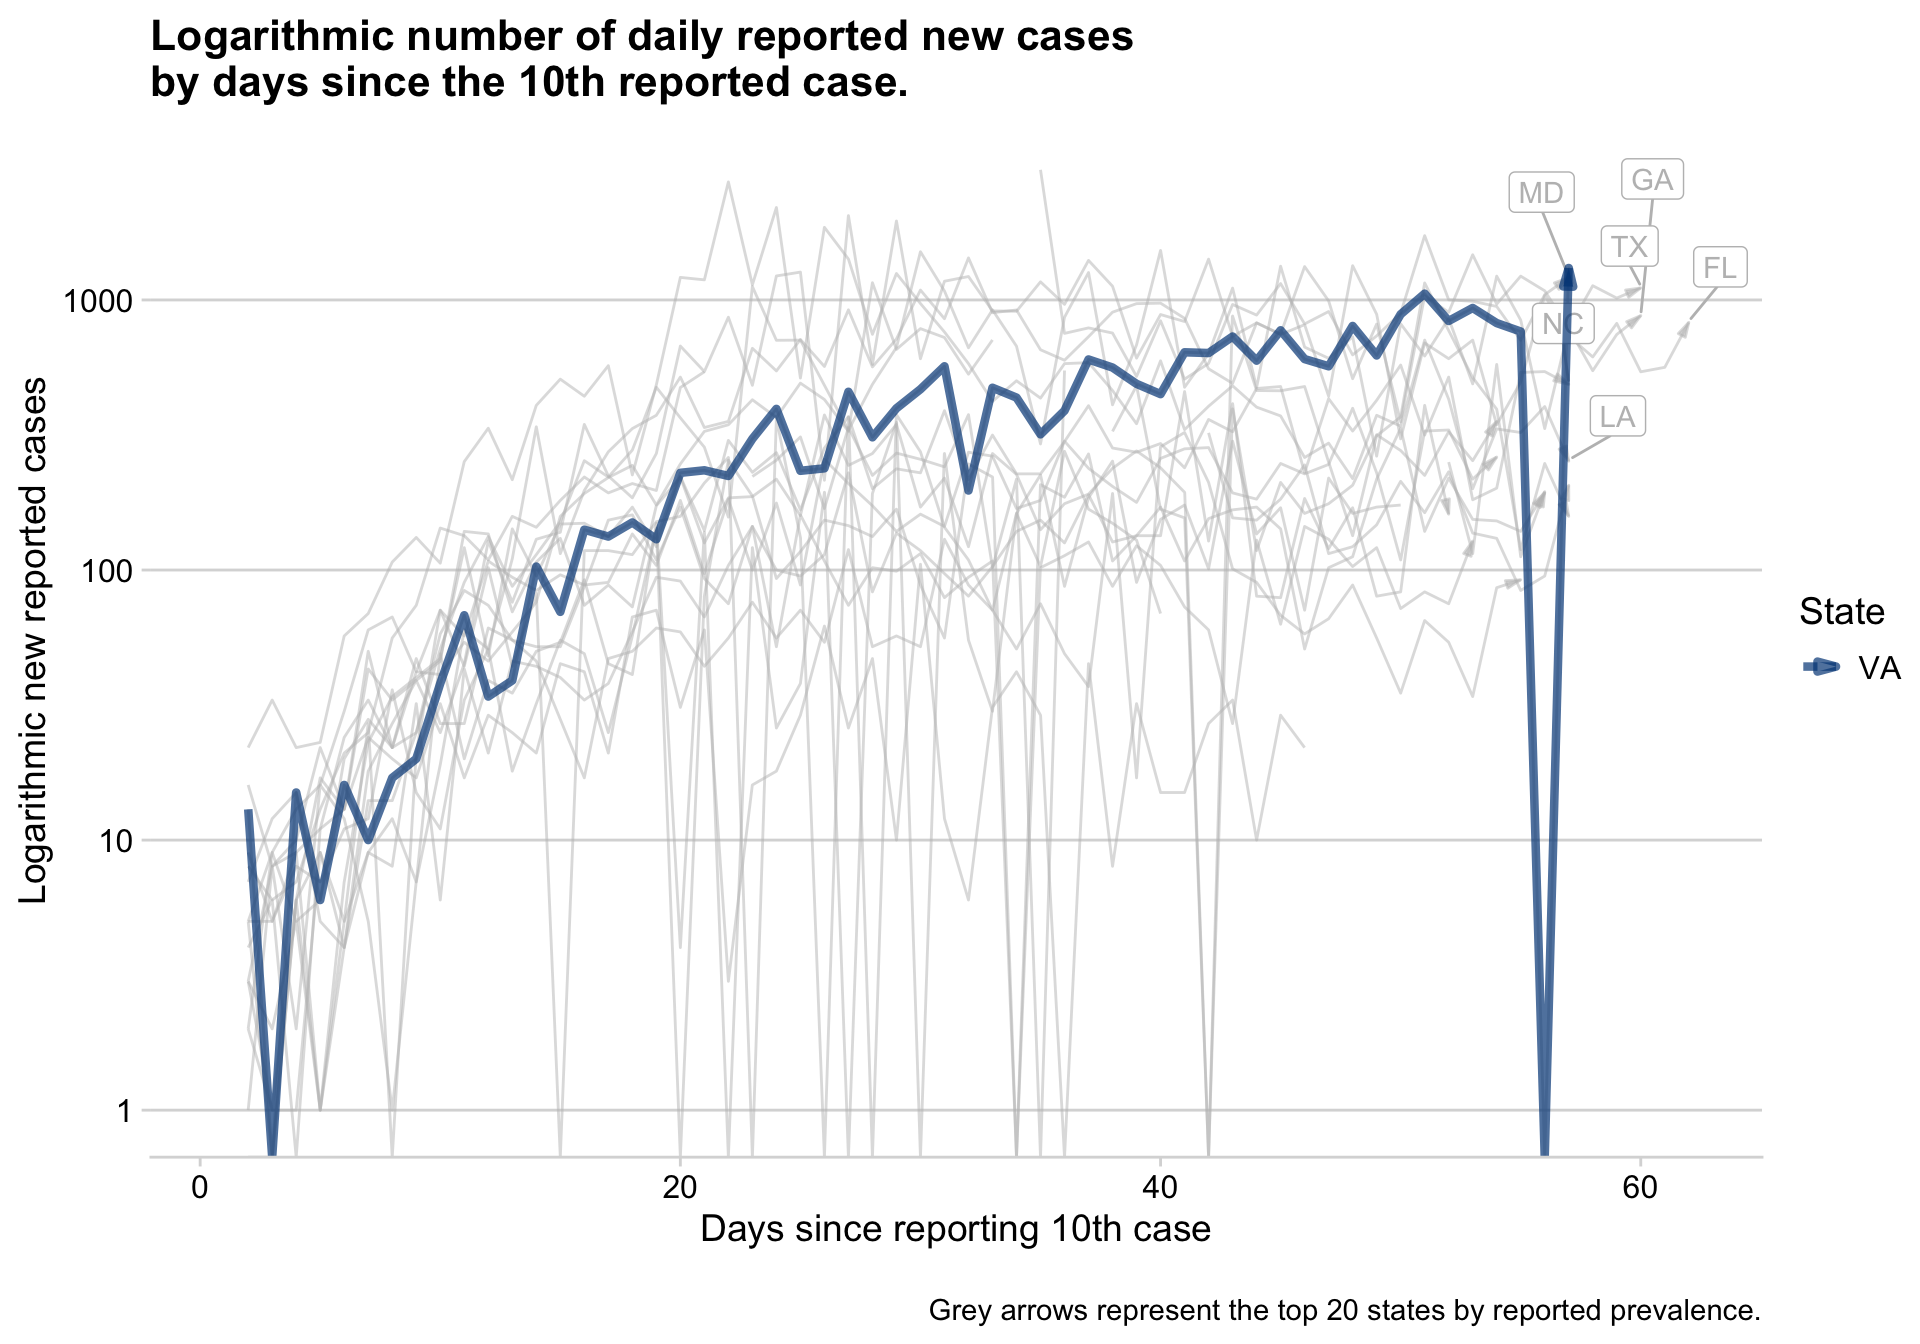 Logarithmic number of daily reported new cases
by days since the 10th reported case.
MD
GA
TX
FL
NC
LA
1000
100
10
1
Logarithmic new reported cases
0
20
40
60
Days since reporting 10th case
State
VA
Grey arrows represent the top 20 states by reported prevalence.